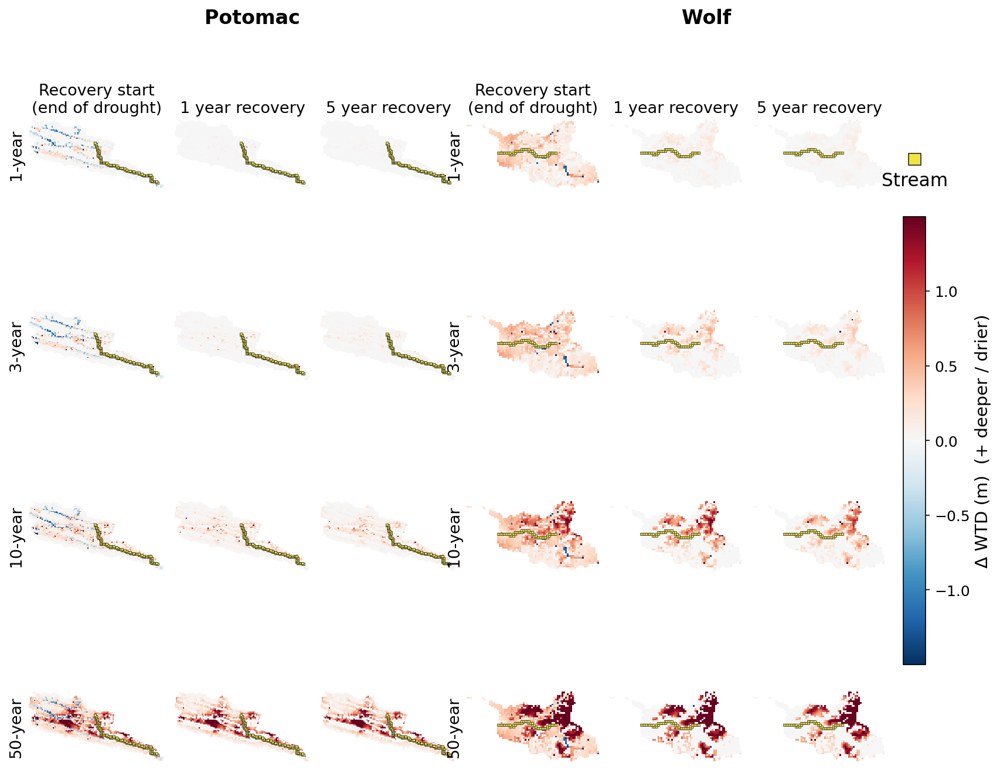 Potomac
Wolf
Recovery start
(end of drought)
1 year recovery
5 year recovery
Recovery start
(end of drought)
1 year recovery
5 year recovery
1-year
1-year
Stream
3-year
3-year
10-year
10-year
50-year
50-year
1.0
0.5
0.0
−0.5
−1.0
Δ WTD (m)  (+ deeper / drier)